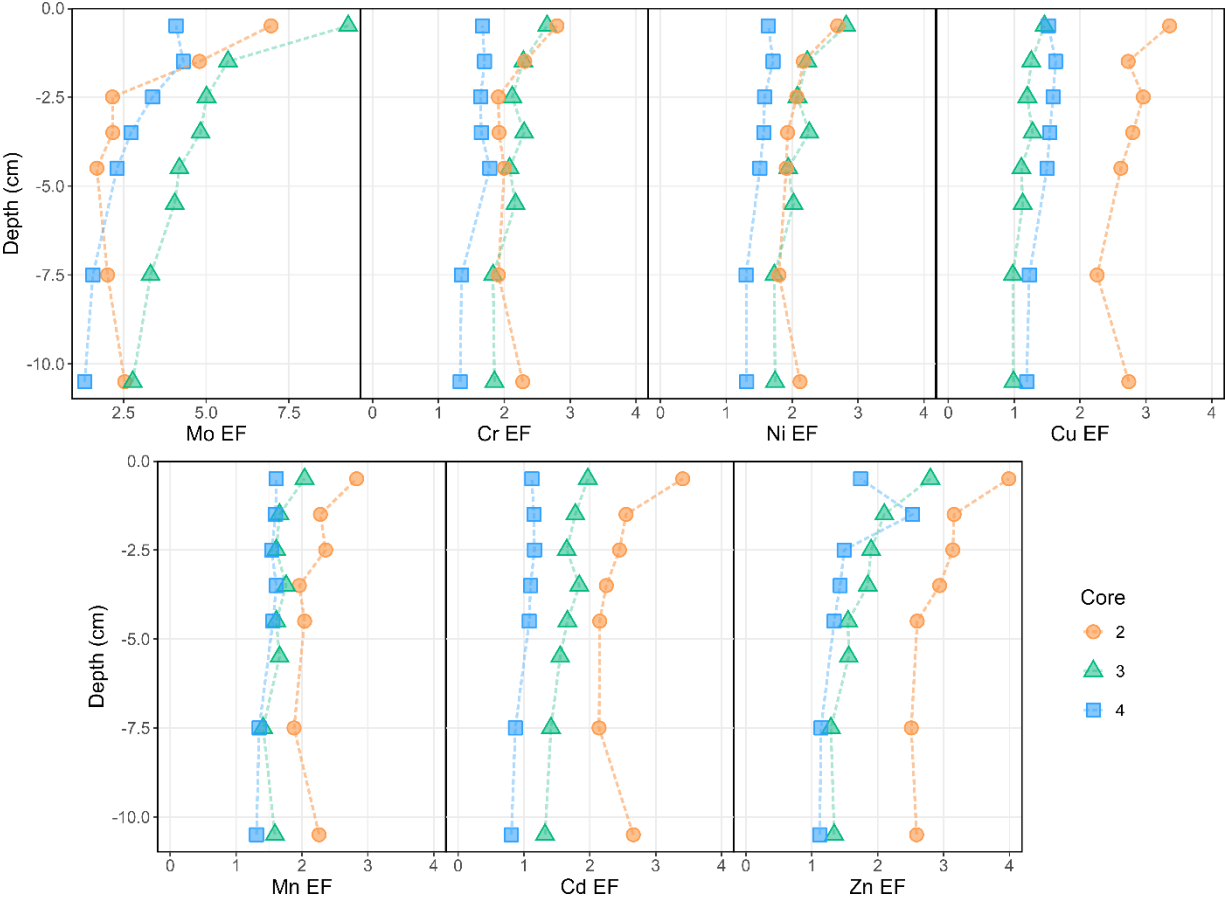 0.0
-2.5
-5.0
-7.5
-10.0
Depth (cm)
2.5 5.0 7.5
0 1 2 3 4
0 1 2 3 4
0 1 2 3 4
Mo EF
Cr EF
Ni EF
Cu EF
0.0
-2.5
-5.0
-7.5
-10.0
Depth (cm)
0 1 2 3 4
0 1 2 3 4
0 1 2 3 4
Mn EF
Cd EF
Zn EF
Core
2
3
4